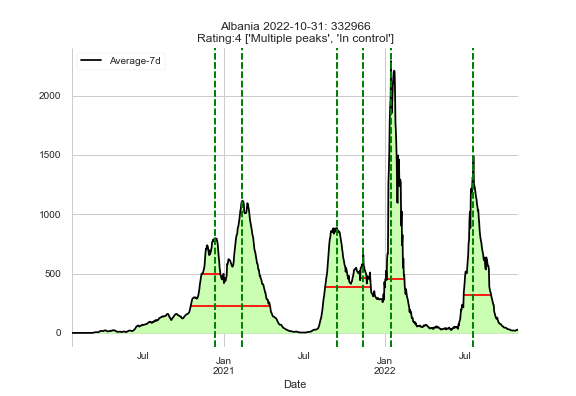 Albania 2022-10-31: 332966
Rating:4 ['Multiple peaks', 'In control']
Average-7d
2000
1500
1000
500
0
Jul
Jan
2021
Jul
Jan
2022
Jul
Date